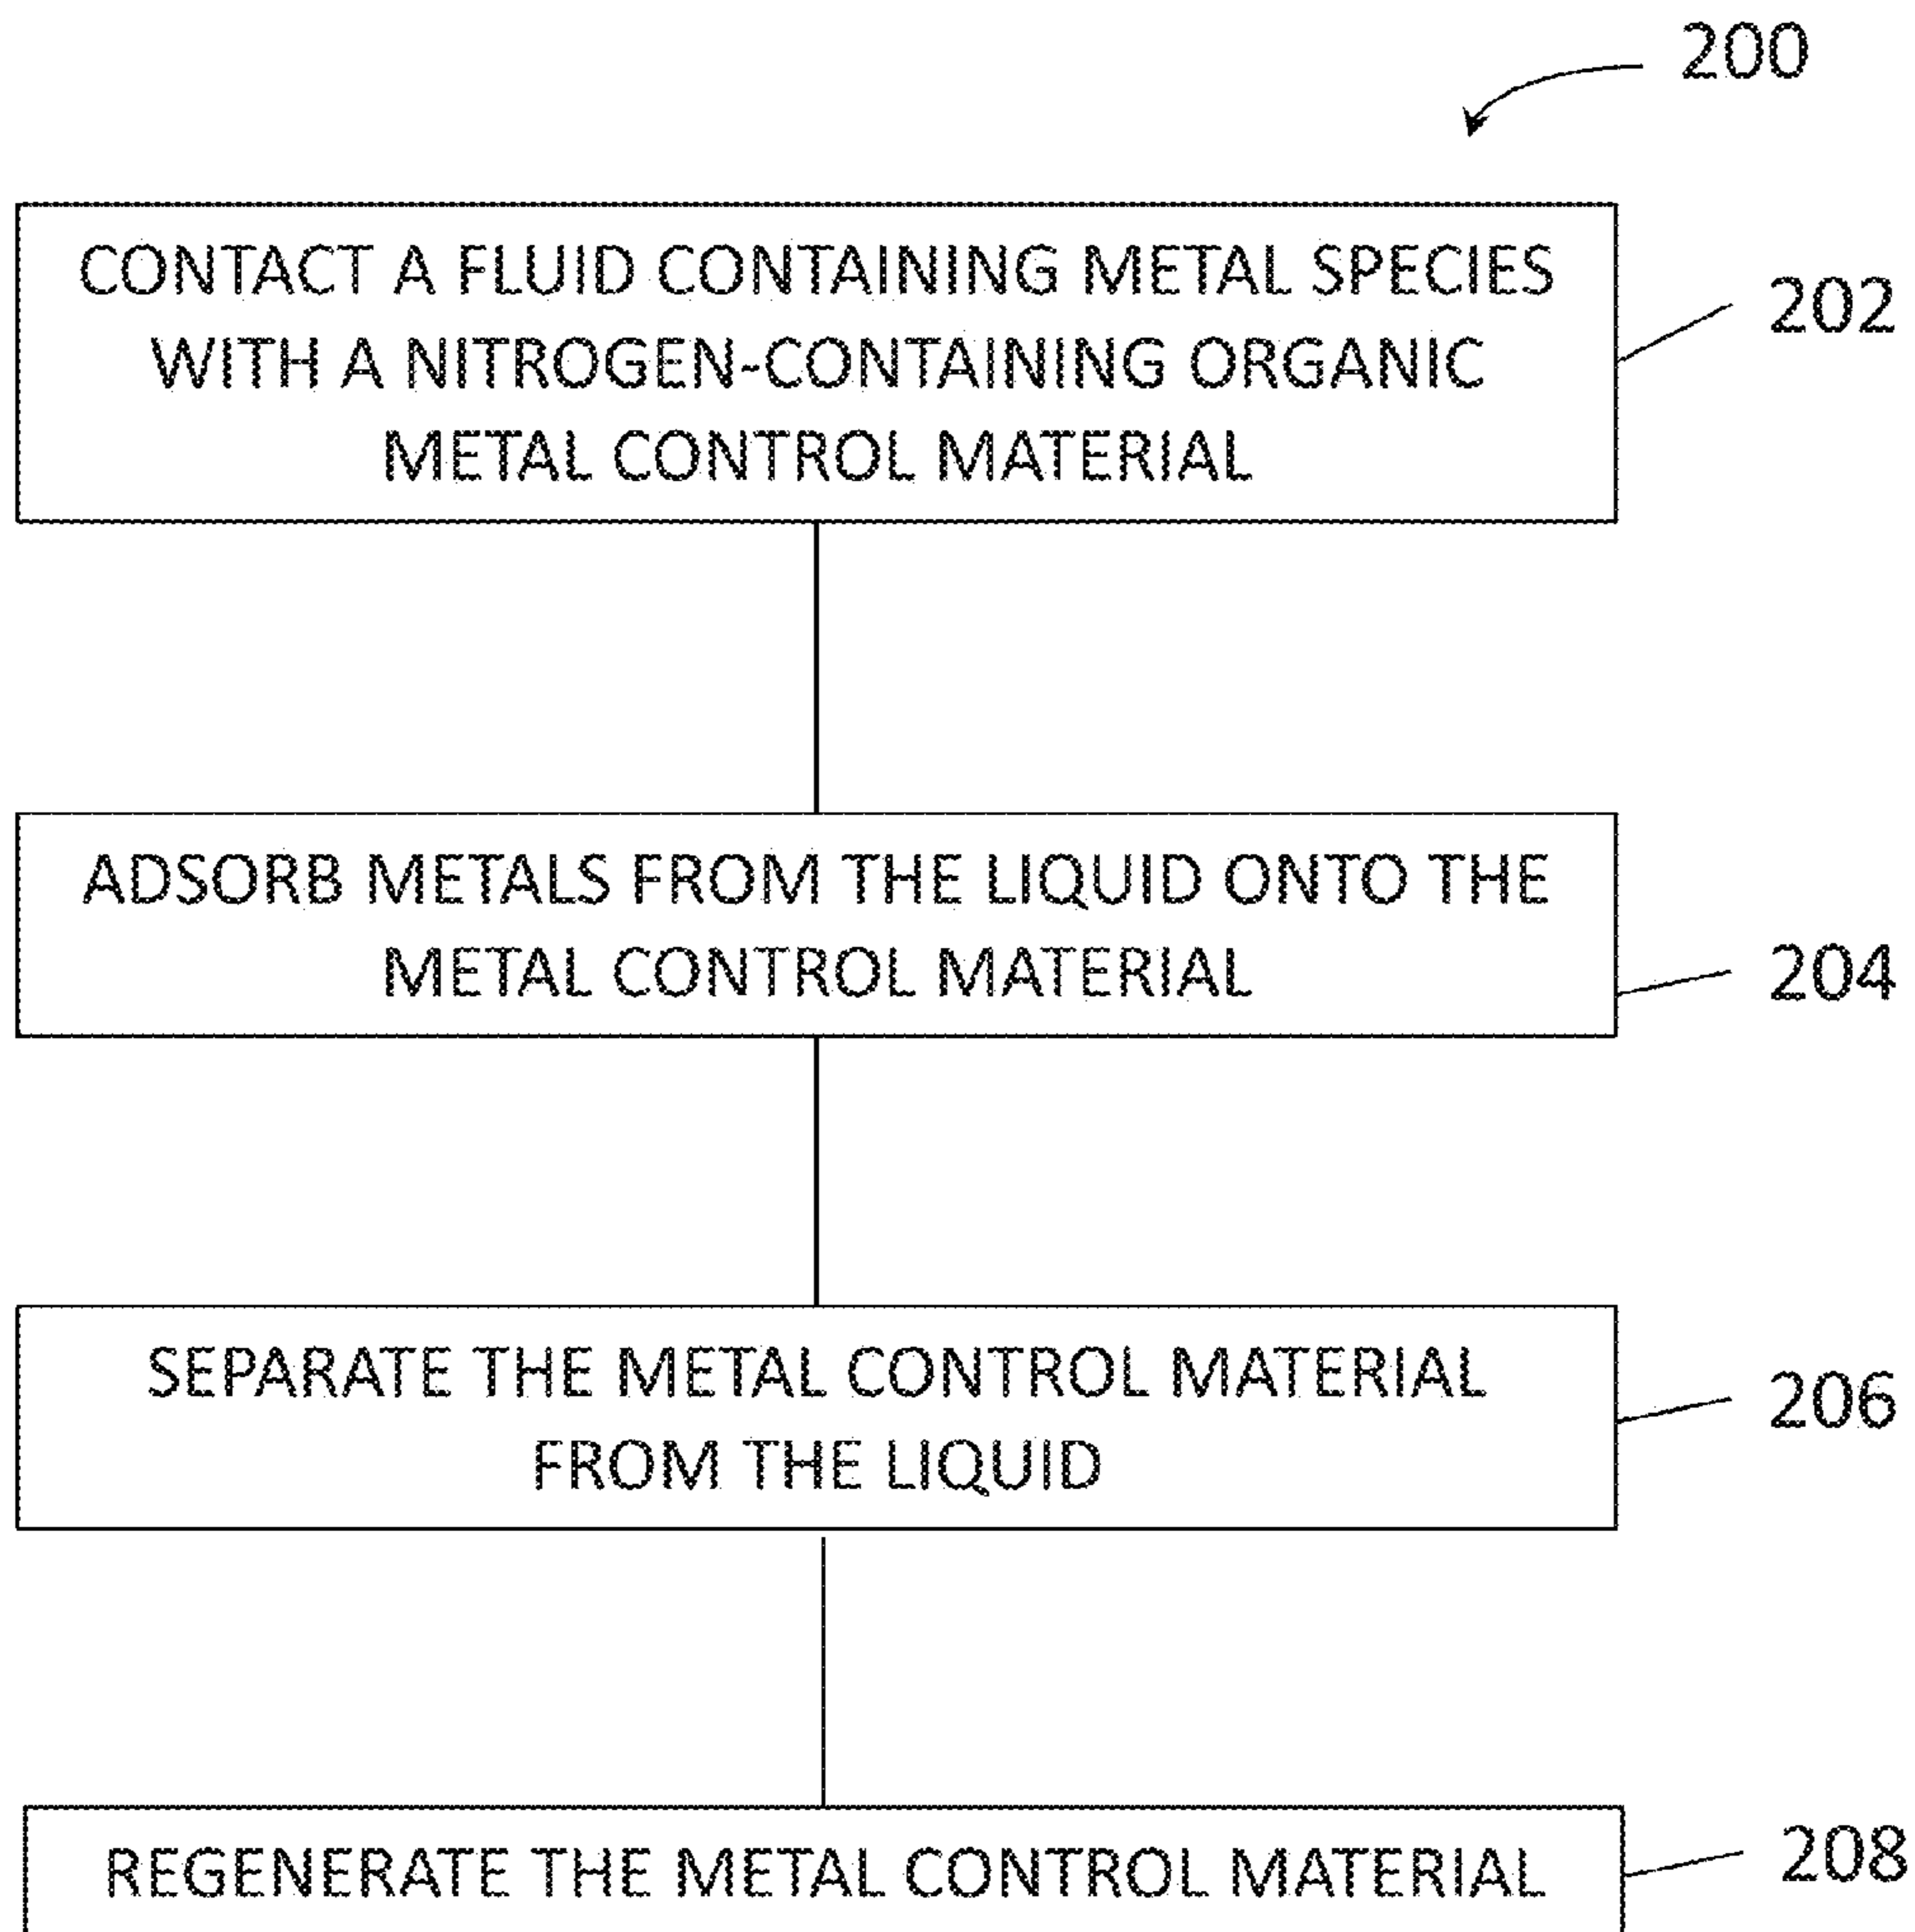 200
CONTACT A FLUID CONTAINING METAL SPECIES
WITH A NITROGEN-CONTAINING ORGANIC
METAL CONTROL MATERIAL
202
ADSORB METALS FROM THE LIQUID ONTO THE
METAL CONTROL MATERIAL
204
SEPARATE THE METAL CONTROL MATERIAL
FROM THE LIQUID
206
REGENERATE THE METAL CONTROL MATERIAL
208